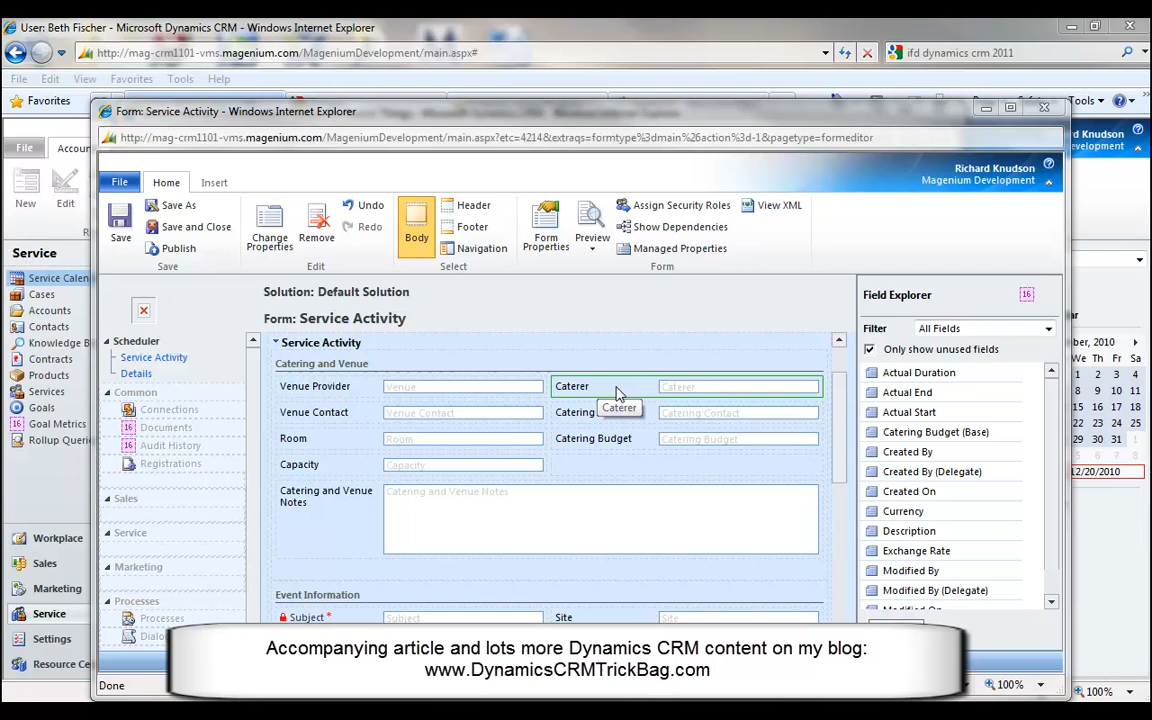 User: Beth Fischer - Microsoft Dynamics CRM - Windows Internet Explorer
http://mag-crm1101-vms.magenium.com/MageniumDevelopment/main.aspx#
ifd dynamics crm 2011
File Edit View Favorites Tools Help
Favorites
Tools
Form: Service Activity - Windows Internet Explorer
http://mag-crm1101-vms.magenium.com/MageniumDevelopment/main.aspx?etc=4214&extraqs=formtype%3dmain%26action%3d-1&pagetype=formeditor
File
Accou
New
Edit
Service
Service Calen
Cases
Accounts
Contacts
Knowledge B
Contracts
Products
Services
Goals
Goal Metrics
Rollup Querie
Workplace
Sales
Marketing
Service
Settings
Resource Ce
File
Home
Insert
Richard Knudson
Magenium Development
Save
Save As
Save and Close
Publish
Save
Change Properties
Remove
Undo
Redo
Edit
Body
Header
Footer
Navigation
Select
Form Properties
Preview
Assign Security Roles
Show Dependencies
Managed Properties
View XML
Form
Solution: Default Solution
Form: Service Activity
Scheduler
Service Activity
Details
Common
Connections
Documents
Audit History
Registrations
Sales
Service
Marketing
Processes
Processes
Dialo
Service Activity
Catering and Venue
Venue Provider
Venue
Caterer
Caterer
Venue Contact
Venue Contact
Catering
Catering Contact
Caterer
Room
Room
Catering Budget
Catering Budget
Capacity
Capacity
Catering and Venue
Notes
Catering and Venue Notes
Event Information
Subject *
Subject
Site
Site
Field Explorer
16
Filter
All Fields
Only show unused fields
Actual Duration
Actual End
Actual Start
Catering Budget (Base)
Created By
Created By (Delegate)
Created On
Currency
Description
Exchange Rate
Modified By
Modified By (Delegate)
Modified On
chard Knudson
evelopment
ber, 2010
We Th Fr Sa
1 2 3 4
8 9 10 11
15 16 17 18
22 23 24 25
29 30 31 1
5 6 7 8
12/20/2010
Done
100%
100%
Accompanying article and lots more Dynamics CRM content on my blog:
www.DynamicsCRMTrickBag.com